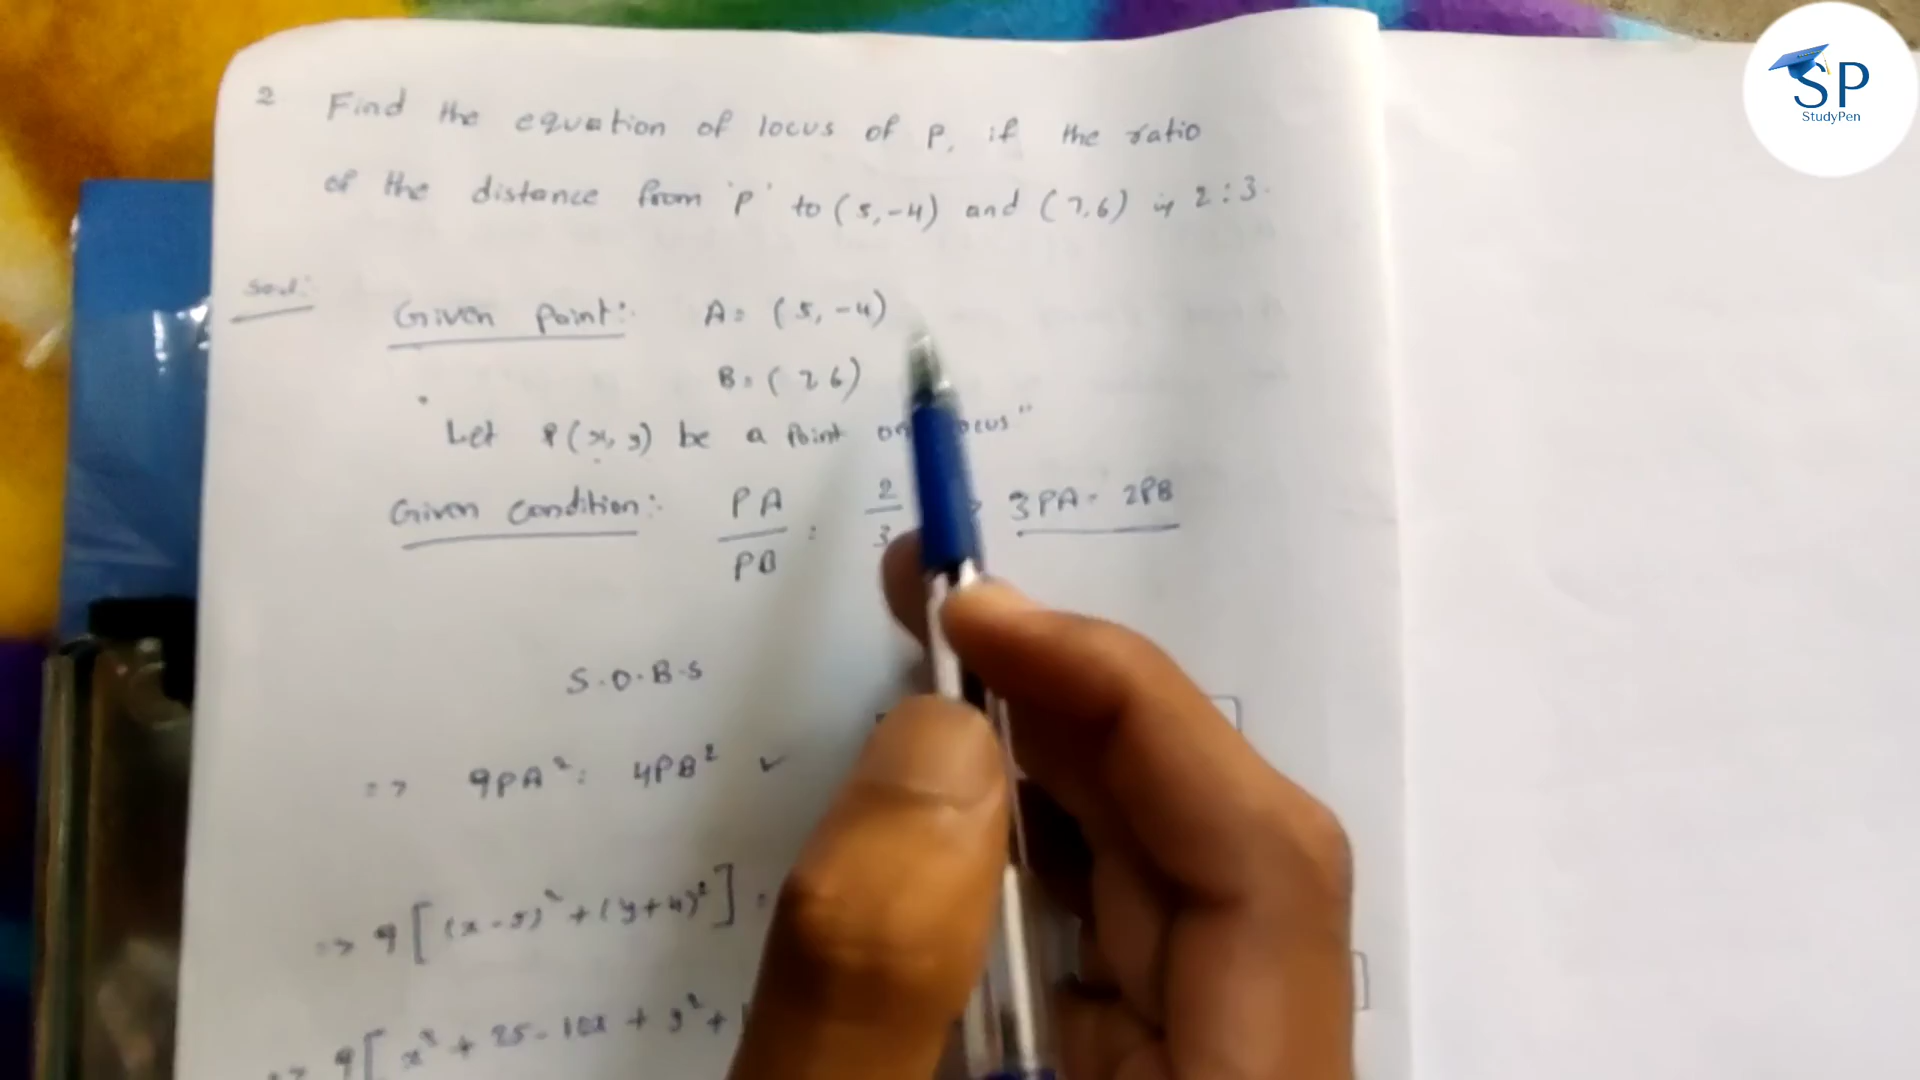 SP
StudyPen
2 Find the equation of locus of P, if the ratio
of the distance from 'P' to (5,-4) and (7,6) is 2:3.
Sol:
Given Point: A = (5, -4)
B = (7 6)
Let P(x, y) be a point on locus"
Given Condition: PA/PB = 2/3 3PA = 2PB
S.O.B.S
=> 9PA² = 4PB² ✓
=> 9[(x-5)² + (y+4)²] =
=> 9[x² + 25 - 10x + y² +